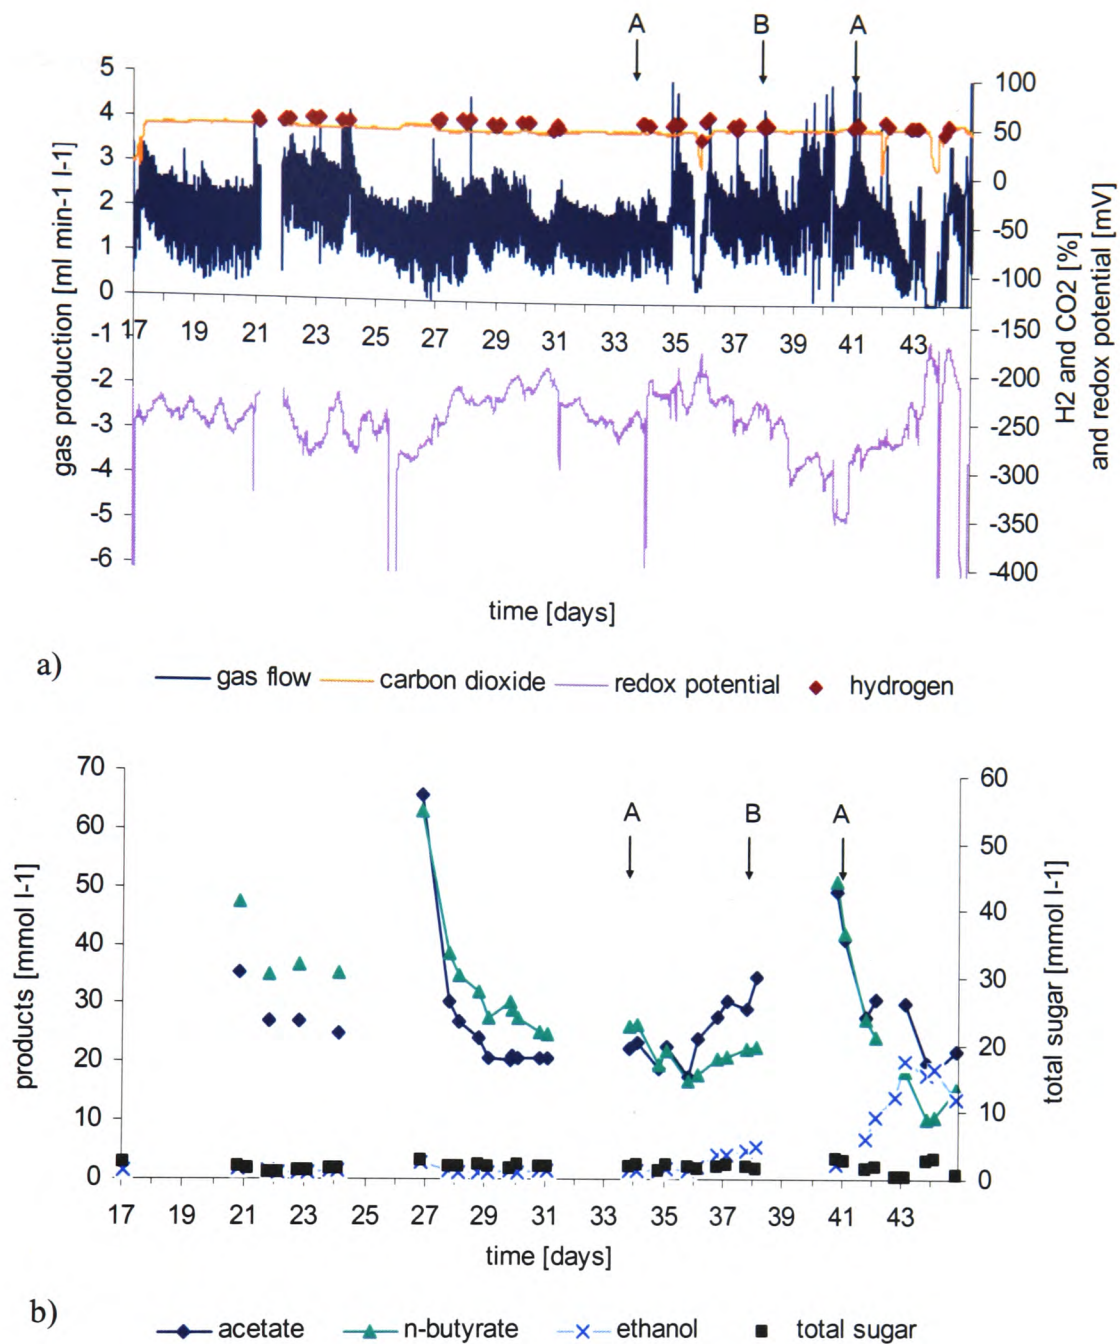 A B A
5 100
4 50
3 0
2 -50
1 -100
0 -150
-1 -200
-2 -250
-3 -300
-4 -350
-5 -400
-6
17 19 21 23 25 27 29 31 33 35 37 39 41 43
gas production [ml min-1 l-1]
H2 and CO2 [%]
and redox potential [mV]
time [days]
a)
gas flow carbon dioxide redox potential hydrogen
A B A
70 60
60 50
50 40
40 30
30 20
20 10
10 0
0
17 19 21 23 25 27 29 31 33 35 37 39 41 43
products [mmol l-1]
total sugar [mmol l-1]
time [days]
b)
acetate n-butyrate ethanol total sugar